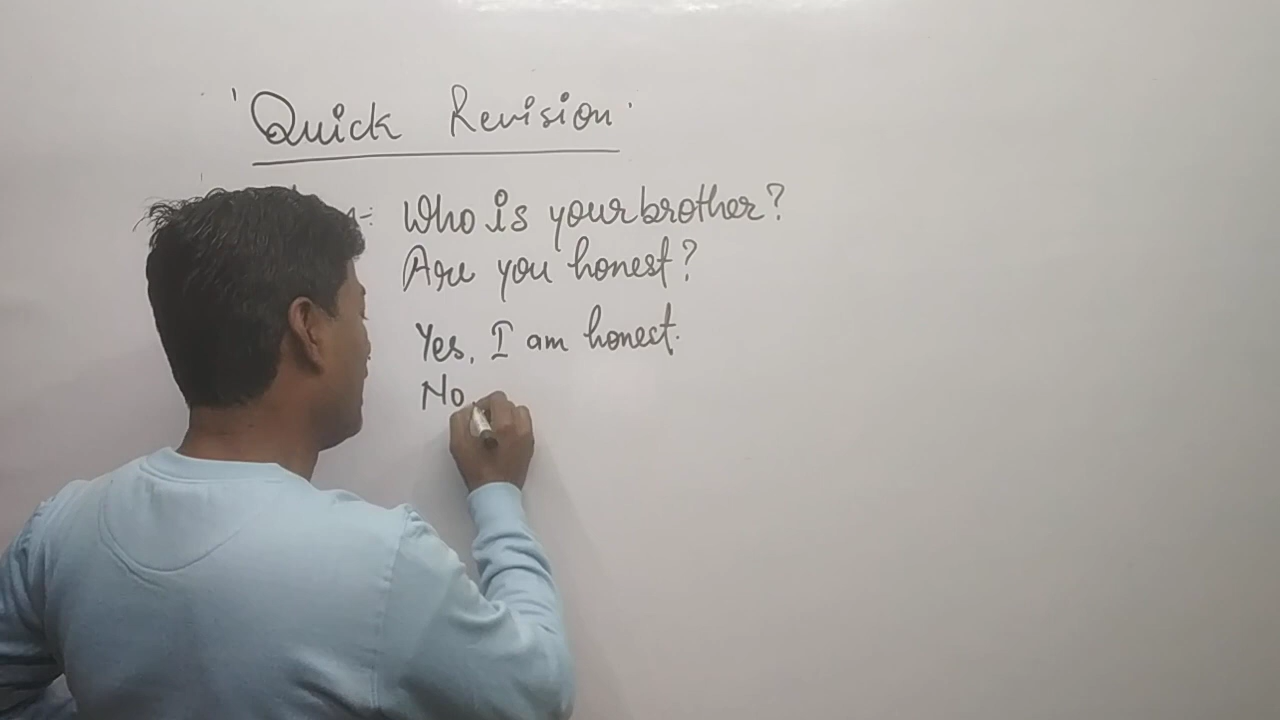 'Quick Revision'
Who is your brother?
Are you honest?
Yes, I am honest.
No